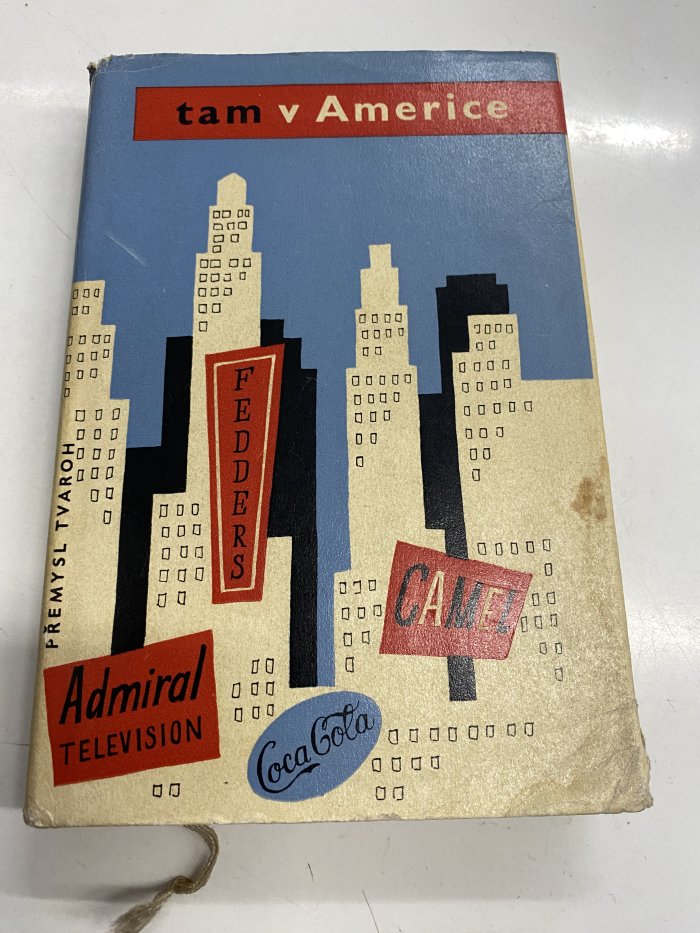 tam v Americe
FEDDERS
PŘEMYSL TVAROH
CAMEL
Admiral
TELEVISION
Coca Cola